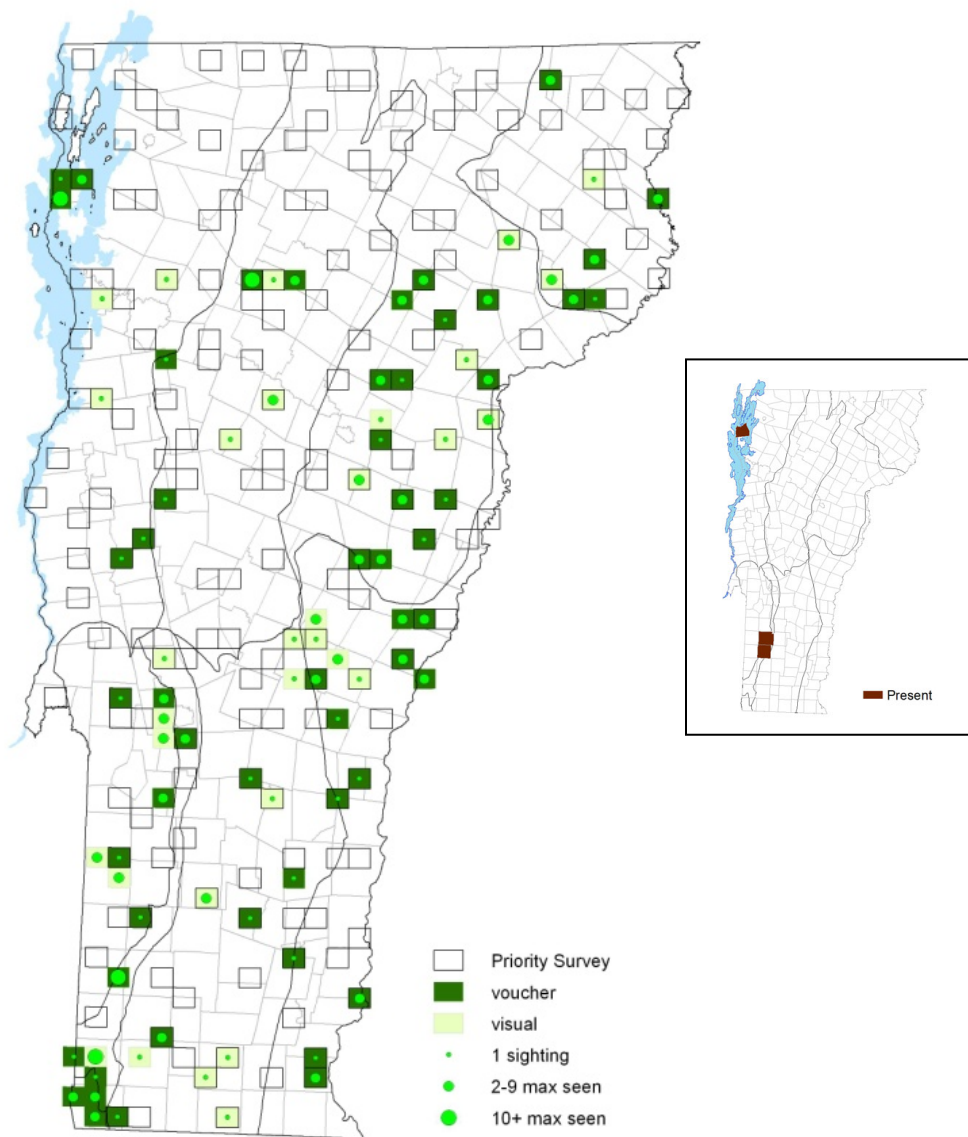 Present
Priority Survey
voucher
visual
1 sighting
2-9 max seen
10+ max seen